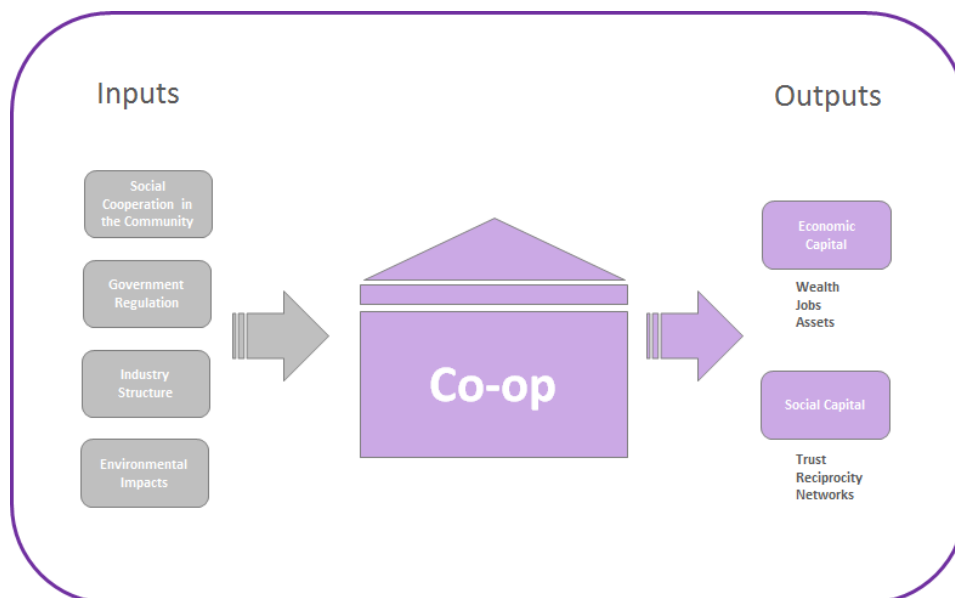 Inputs
Outputs
Social
Cooperation in
the Community
Government
Regulation
Industry
Structure
Environmental
Impacts
Co-op
Economic
Capital
Wealth
Jobs
Assets
Social Capital
Trust
Reciprocity
Networks